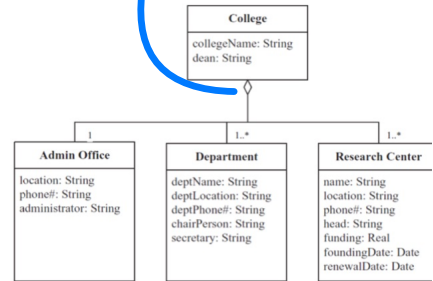 College
collegeName: String
dean: String
1
1..*
1..*
Admin Office
location: String
phone#: String
administrator: String
Department
deptName: String
deptLocation: String
deptPhone#: String
chairPerson: String
secretary: String
Research Center
name: String
location: String
phone#: String
head: String
funding: Real
foundingDate: Date
renewalDate: Date